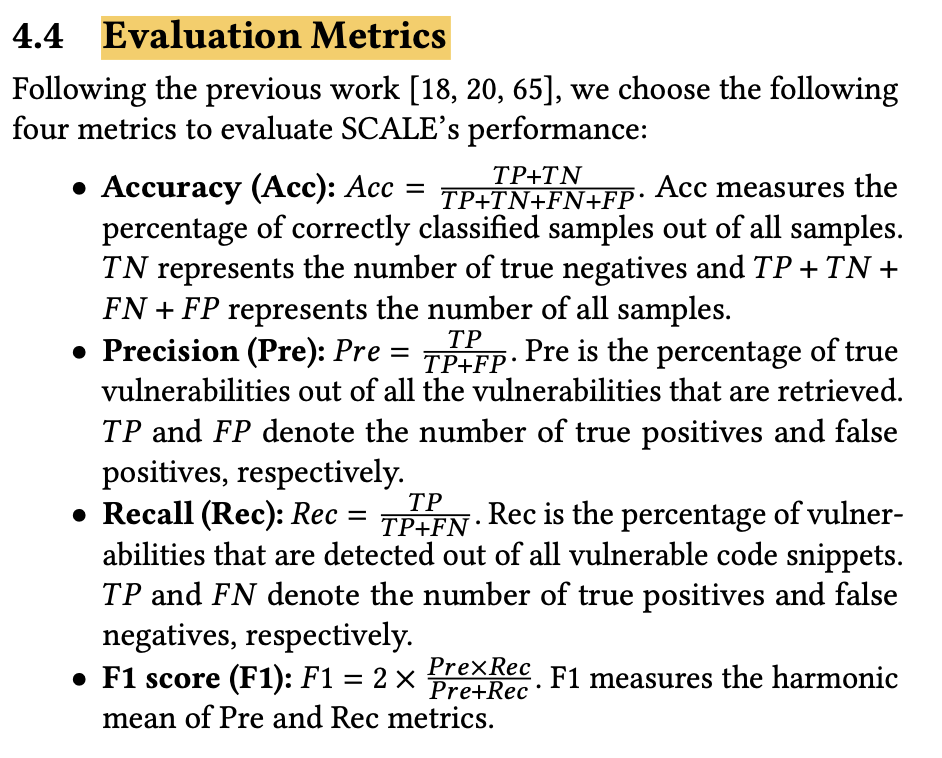 4.4 Evaluation Metrics
Following the previous work [18, 20, 65], we choose the following
four metrics to evaluate SCALE's performance:
• Accuracy (Acc): Acc = TP+TN / TP+TN+FN+FP. Acc measures the
percentage of correctly classified samples out of all samples.
TN represents the number of true negatives and TP + TN +
FN + FP represents the number of all samples.
• Precision (Pre): Pre = TP / TP+FP. Pre is the percentage of true
vulnerabilities out of all the vulnerabilities that are retrieved.
TP and FP denote the number of true positives and false
positives, respectively.
• Recall (Rec): Rec = TP / TP+FN. Rec is the percentage of vulner-
abilities that are detected out of all vulnerable code snippets.
TP and FN denote the number of true positives and false
negatives, respectively.
• F1 score (F1): F1 = 2 × Pre×Rec / Pre+Rec. F1 measures the harmonic
mean of Pre and Rec metrics.